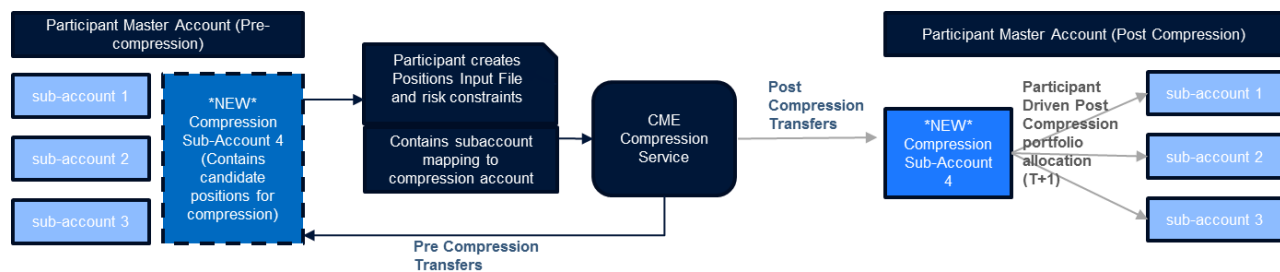 Participant Master Account (Pre-
compression)
sub-account 1
sub-account 2
sub-account 3
*NEW*
Compression
Sub-Account 4
(Contains
candidate
positions for
compression)
Participant creates
Positions Input File
and risk constraints
Contains subaccount
mapping to
compression account
CME
Compression
Service
Pre Compression
Transfers
Post
Compression
Transfers
Participant Master Account (Post Compression)
*NEW*
Compression
Sub-Account
4
Participant
Driven Post
Compression
portfolio
allocation
(T+1)
sub-account 1
sub-account 2
sub-account 3